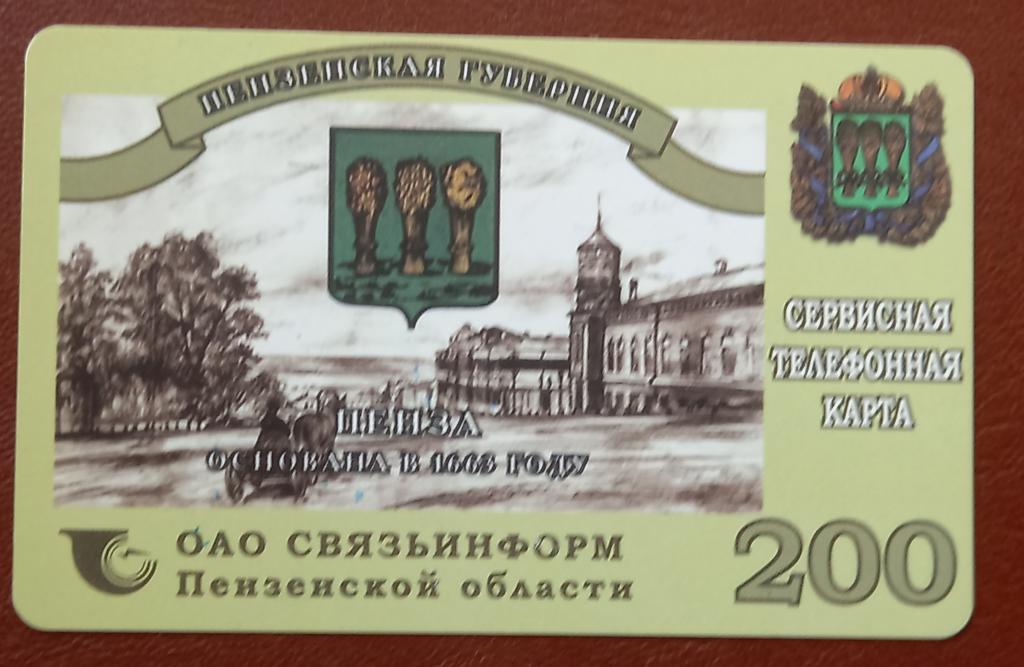 ПЕНЗЕНСКАЯ ГУБЕРНИЯ
СЕРВИСНАЯ
ТЕЛЕФОННАЯ
КАРТА
ПЕНЗА
ОСНОВАНА В 1663 ГОДУ
ОАО СВЯЗЬИНФОРМ
Пензенской области
200